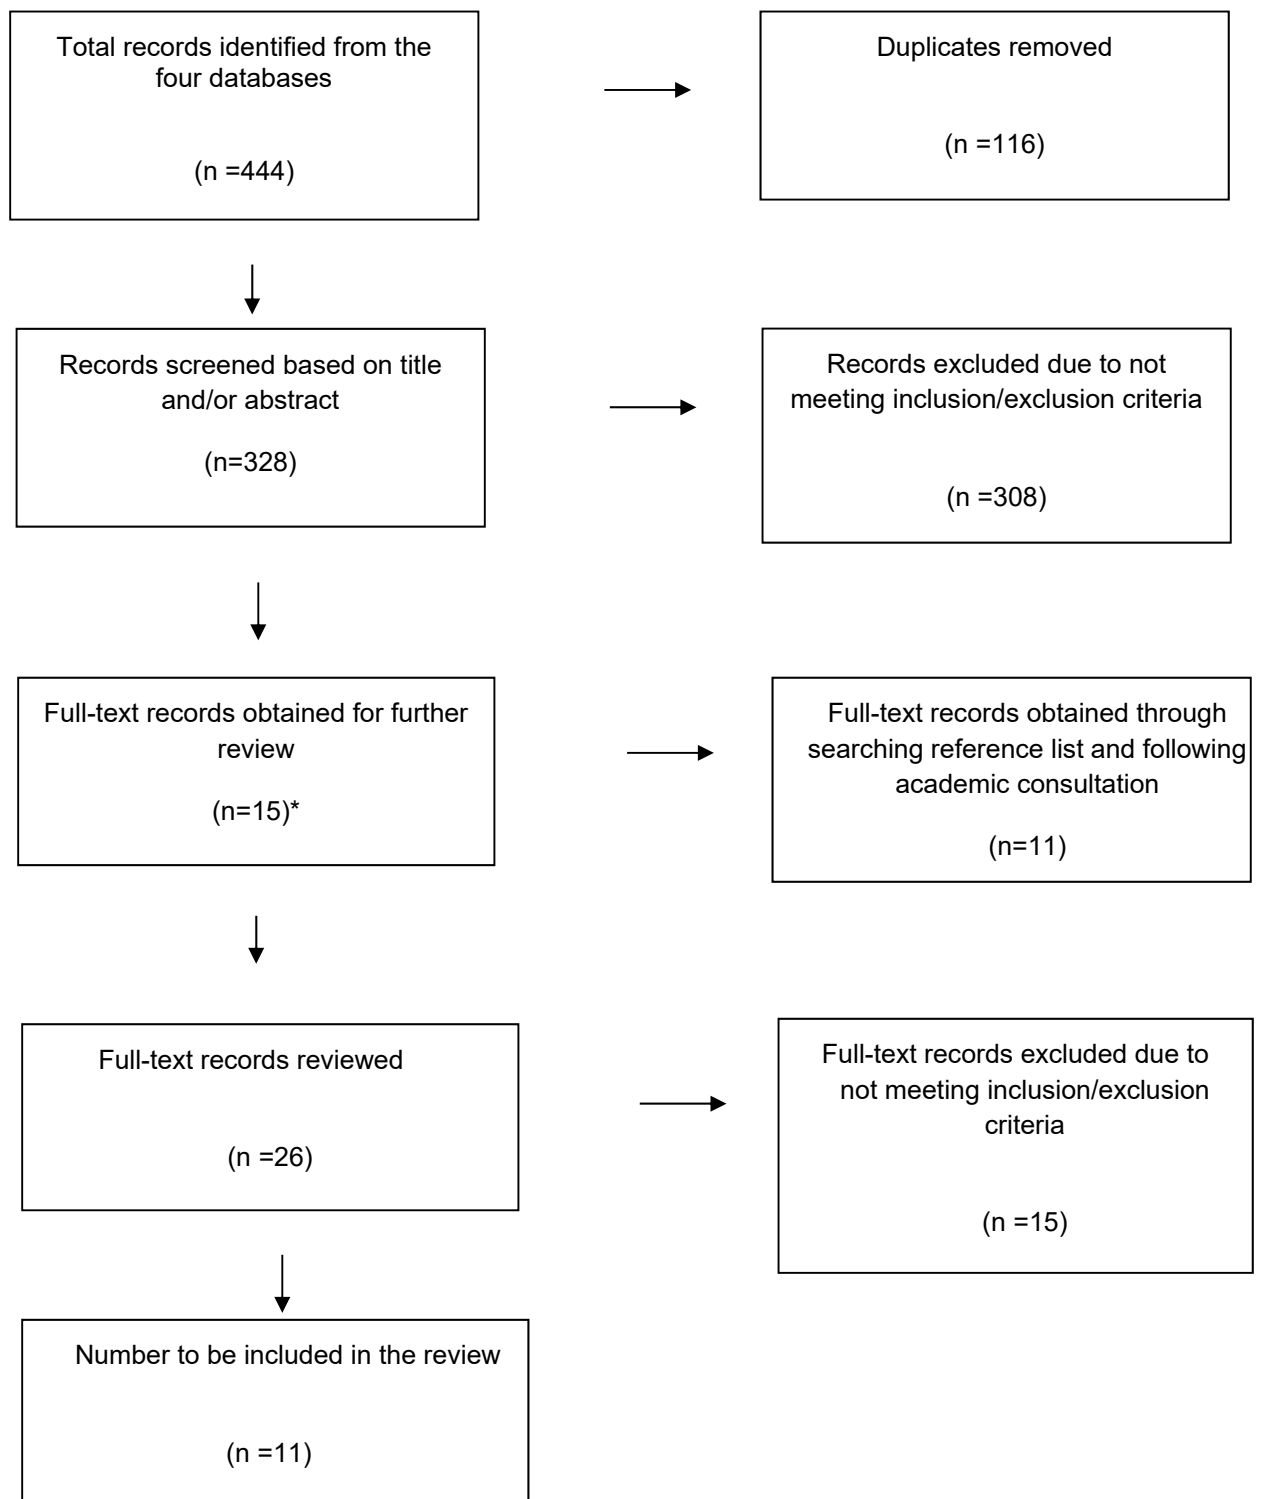 Total records identified from the
four databases
(n =444)
Duplicates removed
(n =116)
Records screened based on title
and/or abstract
(n=328)
Records excluded due to not
meeting inclusion/exclusion criteria
(n =308)
Full-text records obtained for further
review
(n=15)*
Full-text records obtained through
searching reference list and following
academic consultation
(n=11)
Full-text records reviewed
(n =26)
Full-text records excluded due to
not meeting inclusion/exclusion
criteria
(n =15)
Number to be included in the review
(n =11)